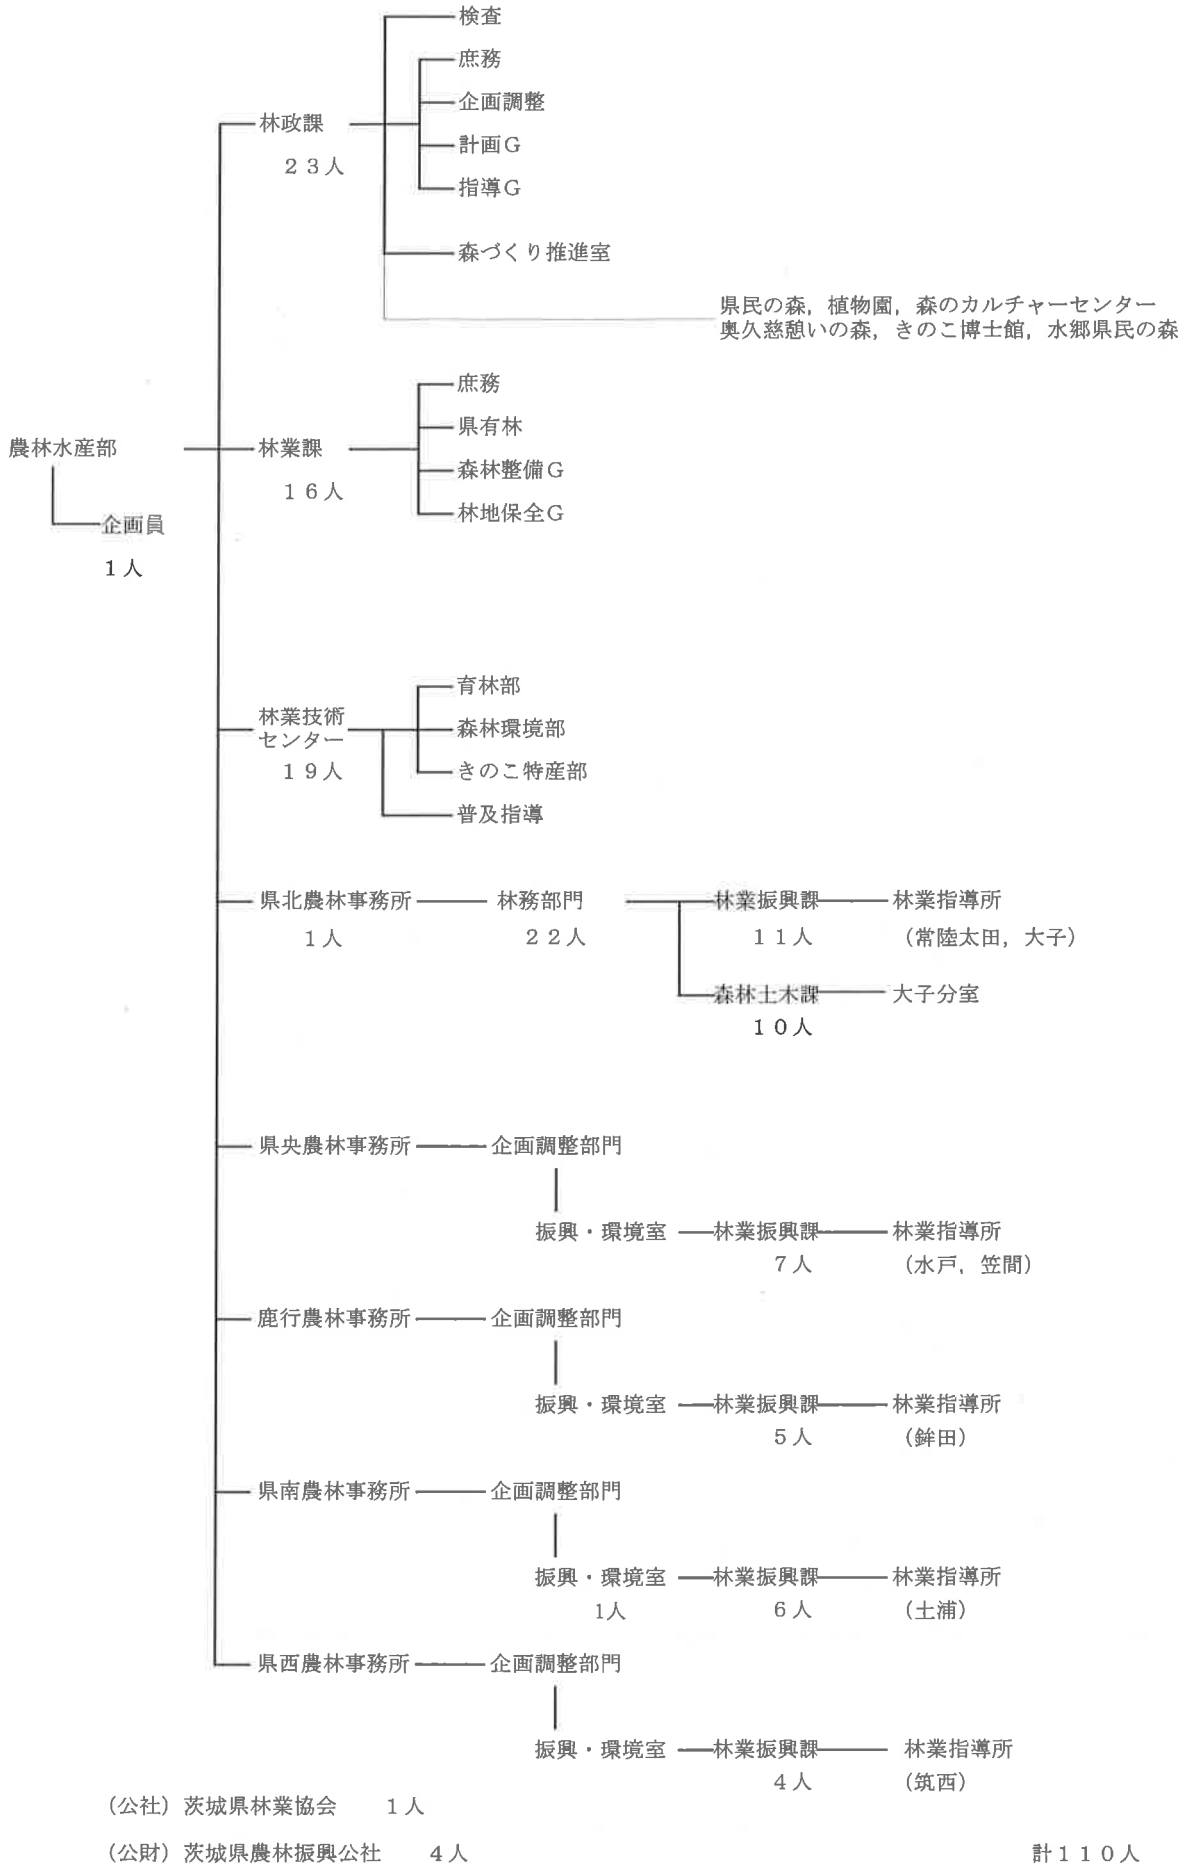 検査
庶務
企画調整
林政課
計画G
23人
指導G
森づくり推進室
県民の森,植物園,森のカルチャーセンター
奥久慈憩いの森,きのこ博士館,水郷県民の森
庶務
県有林
農林水産部
林業課
森林整備G
16人
林地保全G
企画員
1人
育林部
林業技術
センター
森林環境部
19人
きのこ特産部
普及指導
県北農林事務所 林務部門 林業振興課 林業指導所
1人 22人 11人 (常陸太田,大子)
森林土木課 大子分室
10人
県央農林事務所 企画調整部門
振興・環境室 林業振興課 林業指導所
7人 (水戸,笠間)
鹿行農林事務所 企画調整部門
振興・環境室 林業振興課 林業指導所
5人 (鉾田)
県南農林事務所 企画調整部門
振興・環境室 林業振興課 林業指導所
1人 6人 (土浦)
県西農林事務所 企画調整部門
振興・環境室 林業振興課 林業指導所
4人 (筑西)
(公社)茨城県林業協会 1人
(公財)茨城県農林振興公社 4人 計110人